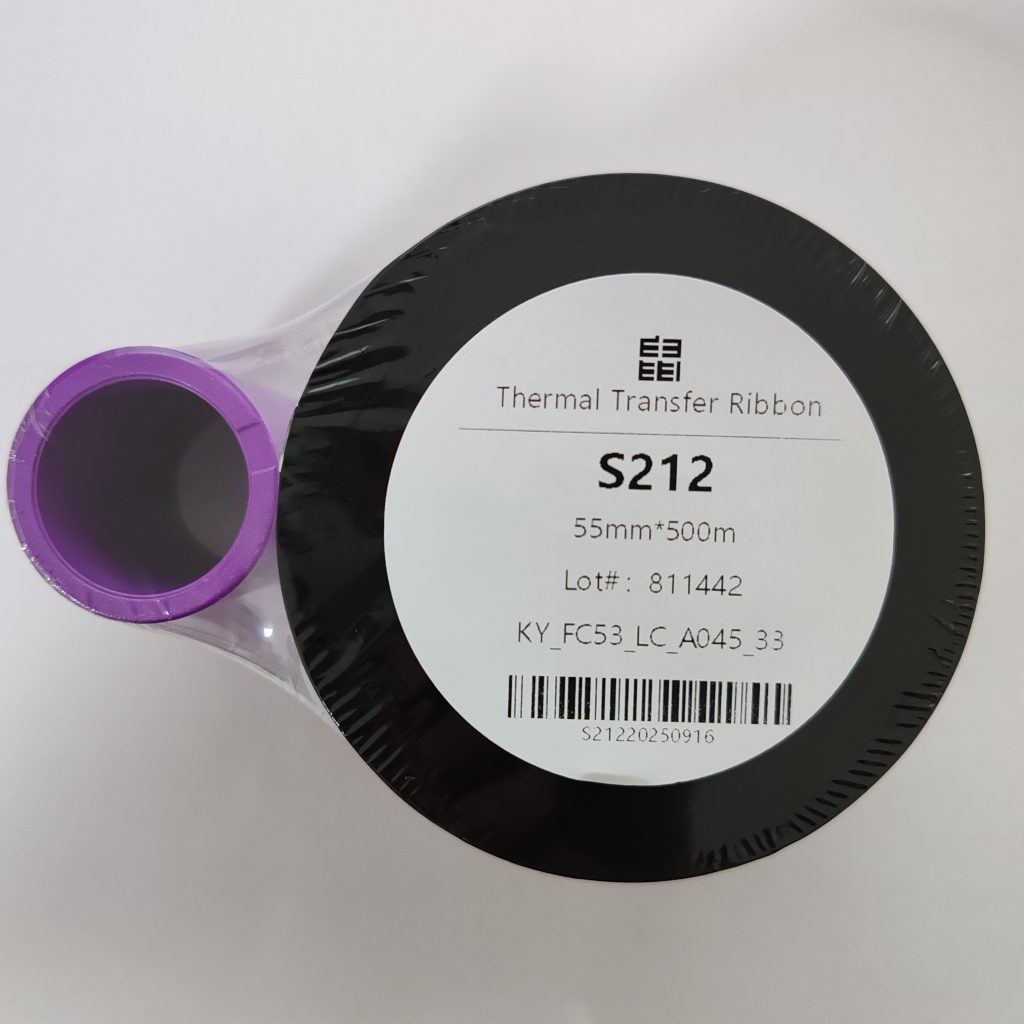 Thermal Transfer Ribbon
S212
55mm*500m
Lot#: 811442
KY_FC53_LC_A045_33
S21220250916